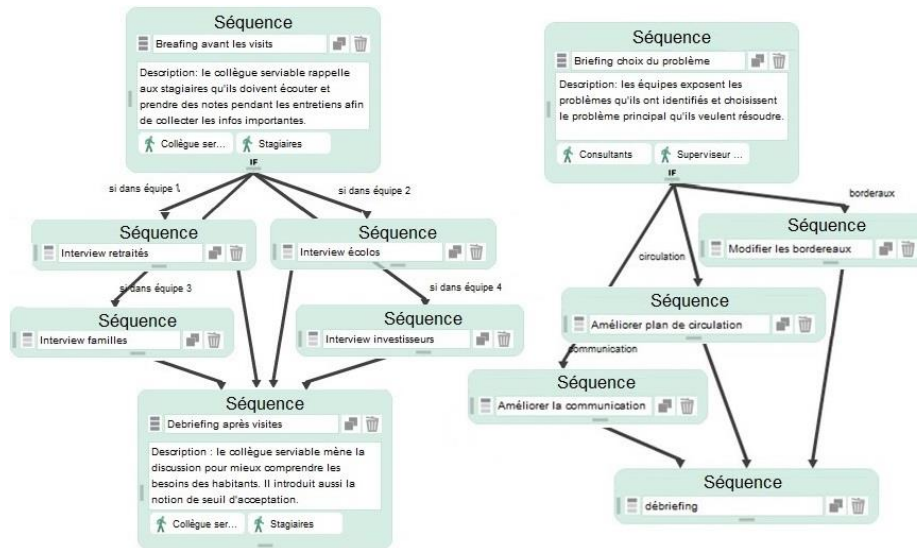 Séquence
Breafing avant les visits
Description: le collègue serviable rappelle
aux stagiaires qu'ils doivent écouter et
prendre des notes pendant les entretiens afin
de collecter les infos importantes.
Collègue ser...
Stagiaires
IF
si dans équipe 1
si dans équipe 2
Séquence
Interview retraités
Séquence
Interview écolos
si dans équipe 3
si dans équipe 4
Séquence
Interview familles
Séquence
Interview investisseurs
Séquence
Debriefing après visites
Description : le collègue serviable mène la
discussion pour mieux comprendre les
besoins des habitants. Il introduit aussi la
notion de seuil d'acceptation.
Collègue ser...
Stagiaires
Séquence
Briefing choix du problème
Description: les équipes exposent les
problèmes qu'ils ont identifiés et choisissent
le problème principal qu'ils veulent résoudre.
Consultants
Superviseur ...
IF
borderaux
Séquence
Modifier les bordereaux
circulation
Séquence
Améliorer plan de circulation
communication
Séquence
Améliorer la communication
Séquence
débriefing